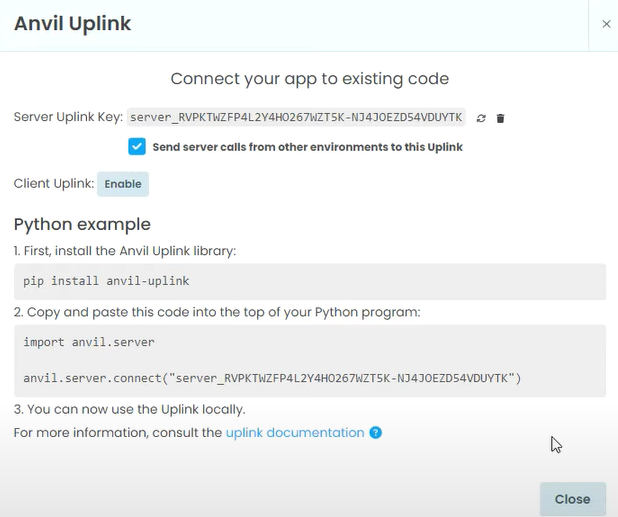 Anvil Uplink
Connect your app to existing code
Server Uplink Key: server_RVPKTWZFP4L2Y4HO267WZT5K-NJ4JOEZD54VDUYTK
Send server calls from other environments to this Uplink
Client Uplink: Enable
Python example
1. First, install the Anvil Uplink library:
pip install anvil-uplink
2. Copy and paste this code into the top of your Python program:
import anvil.server
anvil.server.connect("server_RVPKTWZFP4L2Y4HO267WZT5K-NJ4JOEZD54VDUYTK")
3. You can now use the Uplink locally.
For more information, consult the uplink documentation ?
Close